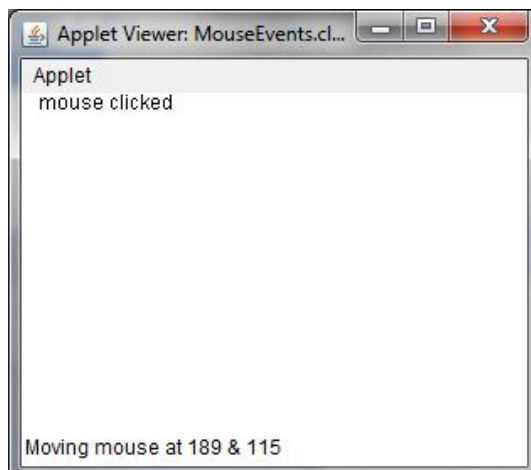 Applet Viewer: MouseEvents.cl...
Applet
mouse clicked
Moving mouse at 189 & 115